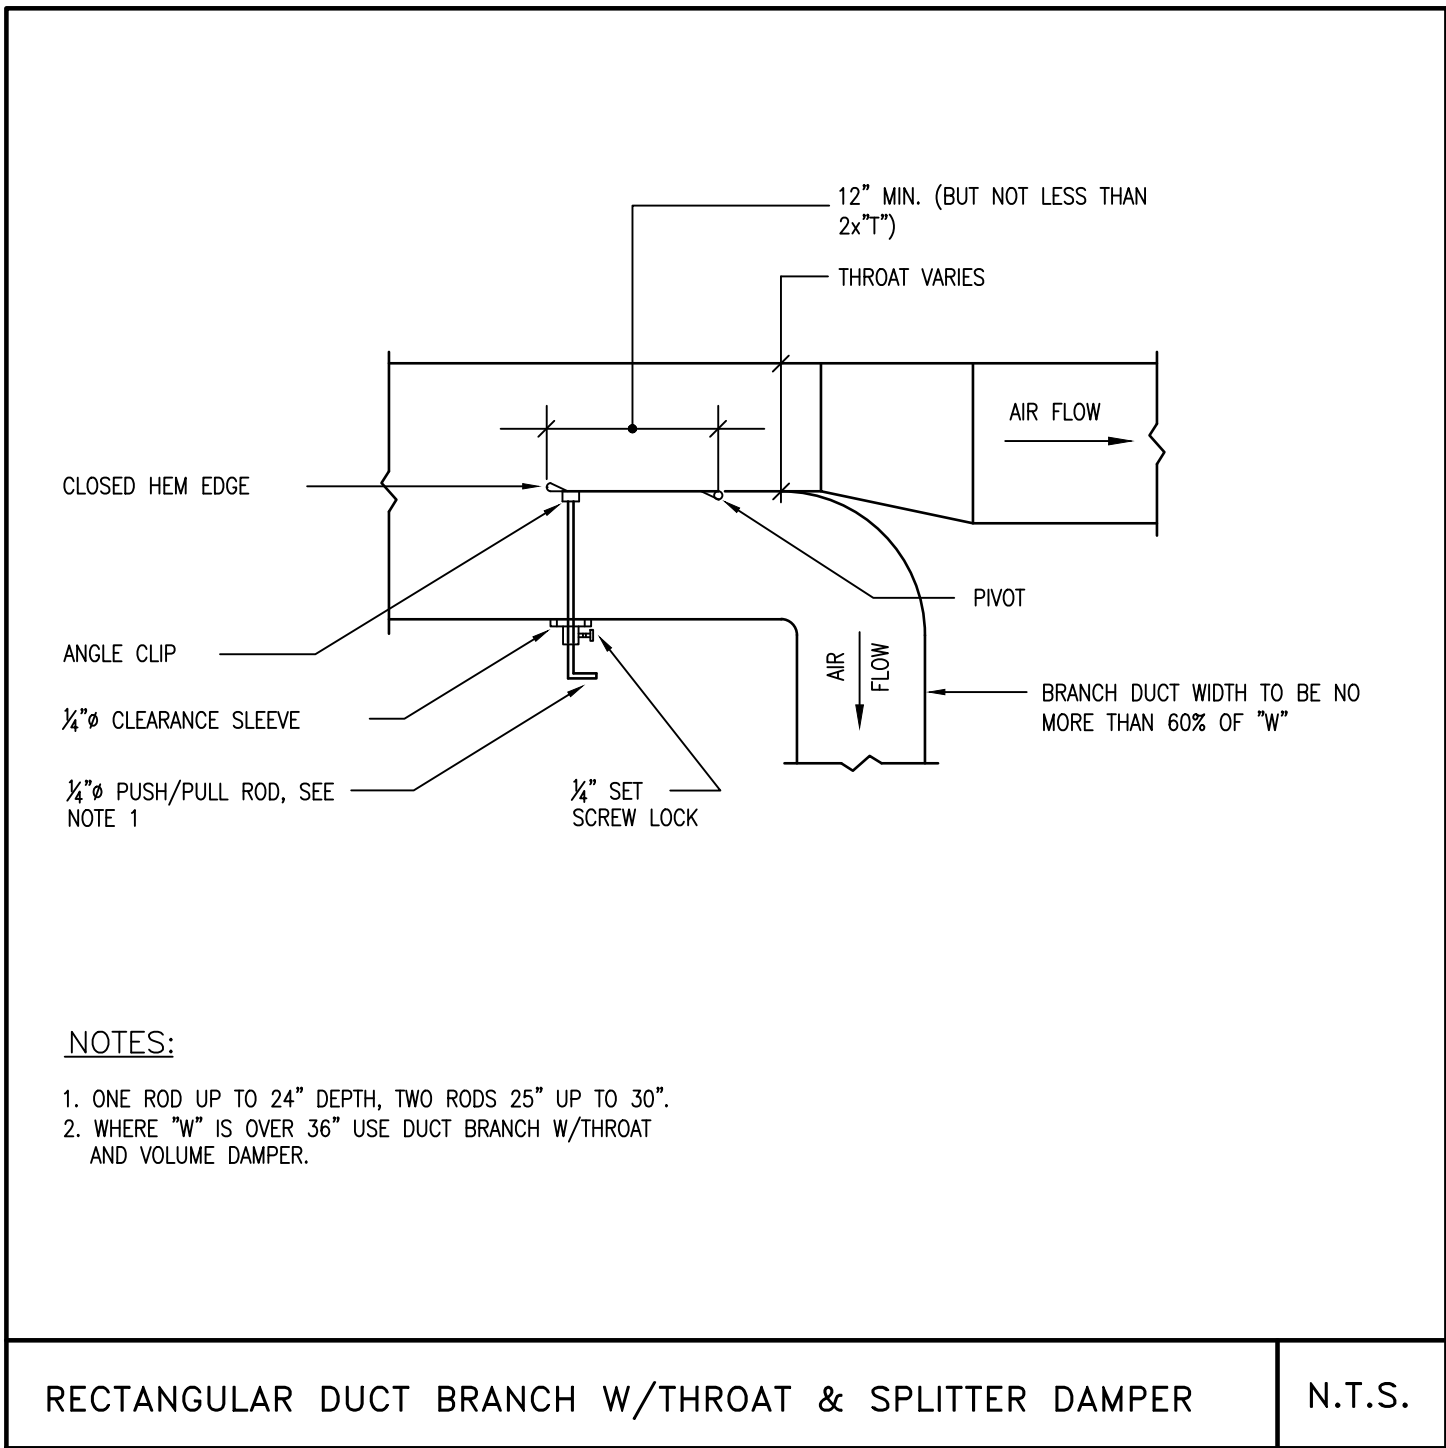 12" MIN. (BUT NOT LESS THAN
2x"T")
THROAT VARIES
AIR FLOW
CLOSED HEM EDGE
PIVOT
ANGLE CLIP
AIR
FLOW
BRANCH DUCT WIDTH TO BE NO
MORE THAN 60% OF "W"
¼"ø CLEARANCE SLEEVE
¼"ø PUSH/PULL ROD, SEE
NOTE 1
¼" SET
SCREW LOCK
NOTES:
1. ONE ROD UP TO 24" DEPTH, TWO RODS 25" UP TO 30".
2. WHERE "W" IS OVER 36" USE DUCT BRANCH W/THROAT
AND VOLUME DAMPER.
RECTANGULAR DUCT BRANCH W/THROAT & SPLITTER DAMPER
N.T.S.